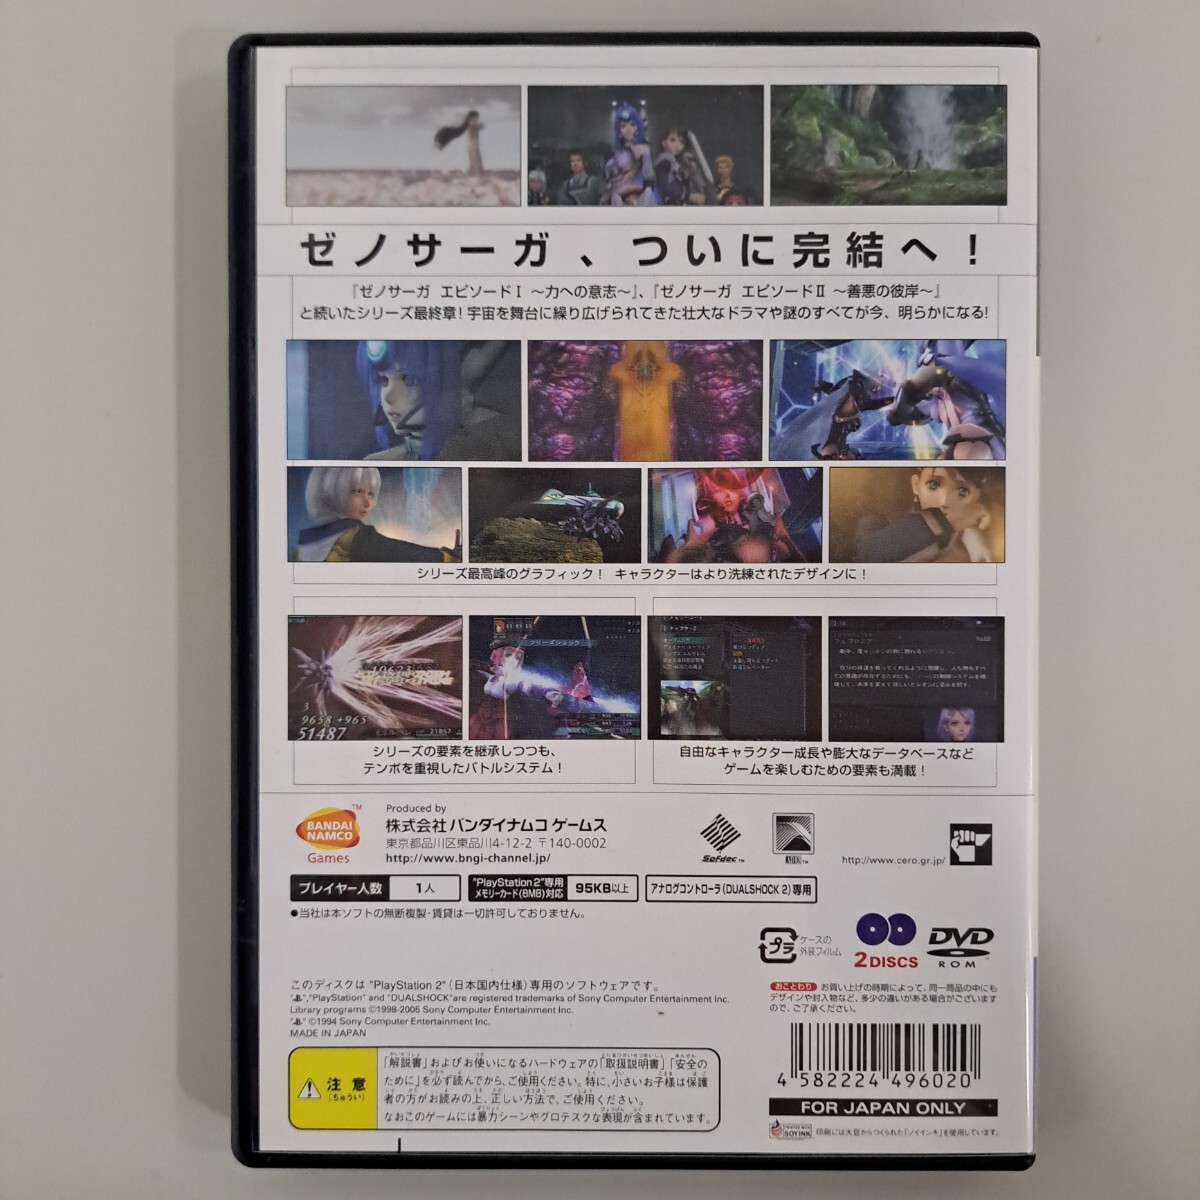 ゼノサーガ、ついに完結へ!
『ゼノサーガ エピソードⅠ ～力への意志～』、『ゼノサーガ エピソードⅡ ～善悪の彼岸～』
と続いたシリーズ最終章!宇宙を舞台に繰り広げられてきた壮大なドラマや謎のすべてが今、明らかになる!
シリーズ最高峰のグラフィック! キャラクターはより洗練されたデザインに!
10623
3
9658 +965
51487
21867
フリーズショック
シリーズの要素を継承しつつも、
テンポを重視したバトルシステム!
自由なキャラクター成長や膨大なデータベースなど
ゲームを楽しむための要素も満載!
BANDAI
NAMCO
Games
TM
Produced by
株式会社 バンダイナムコ ゲームス
東京都品川区東品川4-12-2 〒140-0002
http://www.bngi-channel.jp/
Sofdec™
ADX™
http://www.cero.gr.jp/
プレイヤー人数 1人
"PlayStation 2"専用
メモリーカード(8MB)対応 95KB以上
アナログコントローラ(DUALSHOCK 2)専用
●当社は本ソフトの無断複製・賃貸は一切許可しておりません。
プラ
ケースの
外装フィルム
2DISCS
DVD
ROM
このディスクは "PlayStation 2"(日本国内仕様)専用のソフトウェアです。
"PlayStation" and "DUALSHOCK"are registered trademarks of Sony Computer Entertainment Inc.
Library programs ©1998-2005 Sony Computer Entertainment Inc.
©1994 Sony Computer Entertainment Inc.
MADE IN JAPAN
おことわり お買い上げの時期によって、同一商品の中にも
デザインや封入物など、多少の違いがある場合がございます
ので、ご了承ください。
注意
(ちゅうい)
「解説書」およびお使いになるハードウェアの「取扱説明書」「安全の
ために」を必ず読んでから、ご使用ください。特に、小さいお子様は保護
者の方がお読みの上、正しい方法で、ご使用ください。
なおこのゲームには暴力シーンやグロテスクな表現が含まれています。
4 582224 496020
FOR JAPAN ONLY
PRINTED WITH
SOY INK
印刷には大豆からつくられた「ソイインキ」を使用しています。